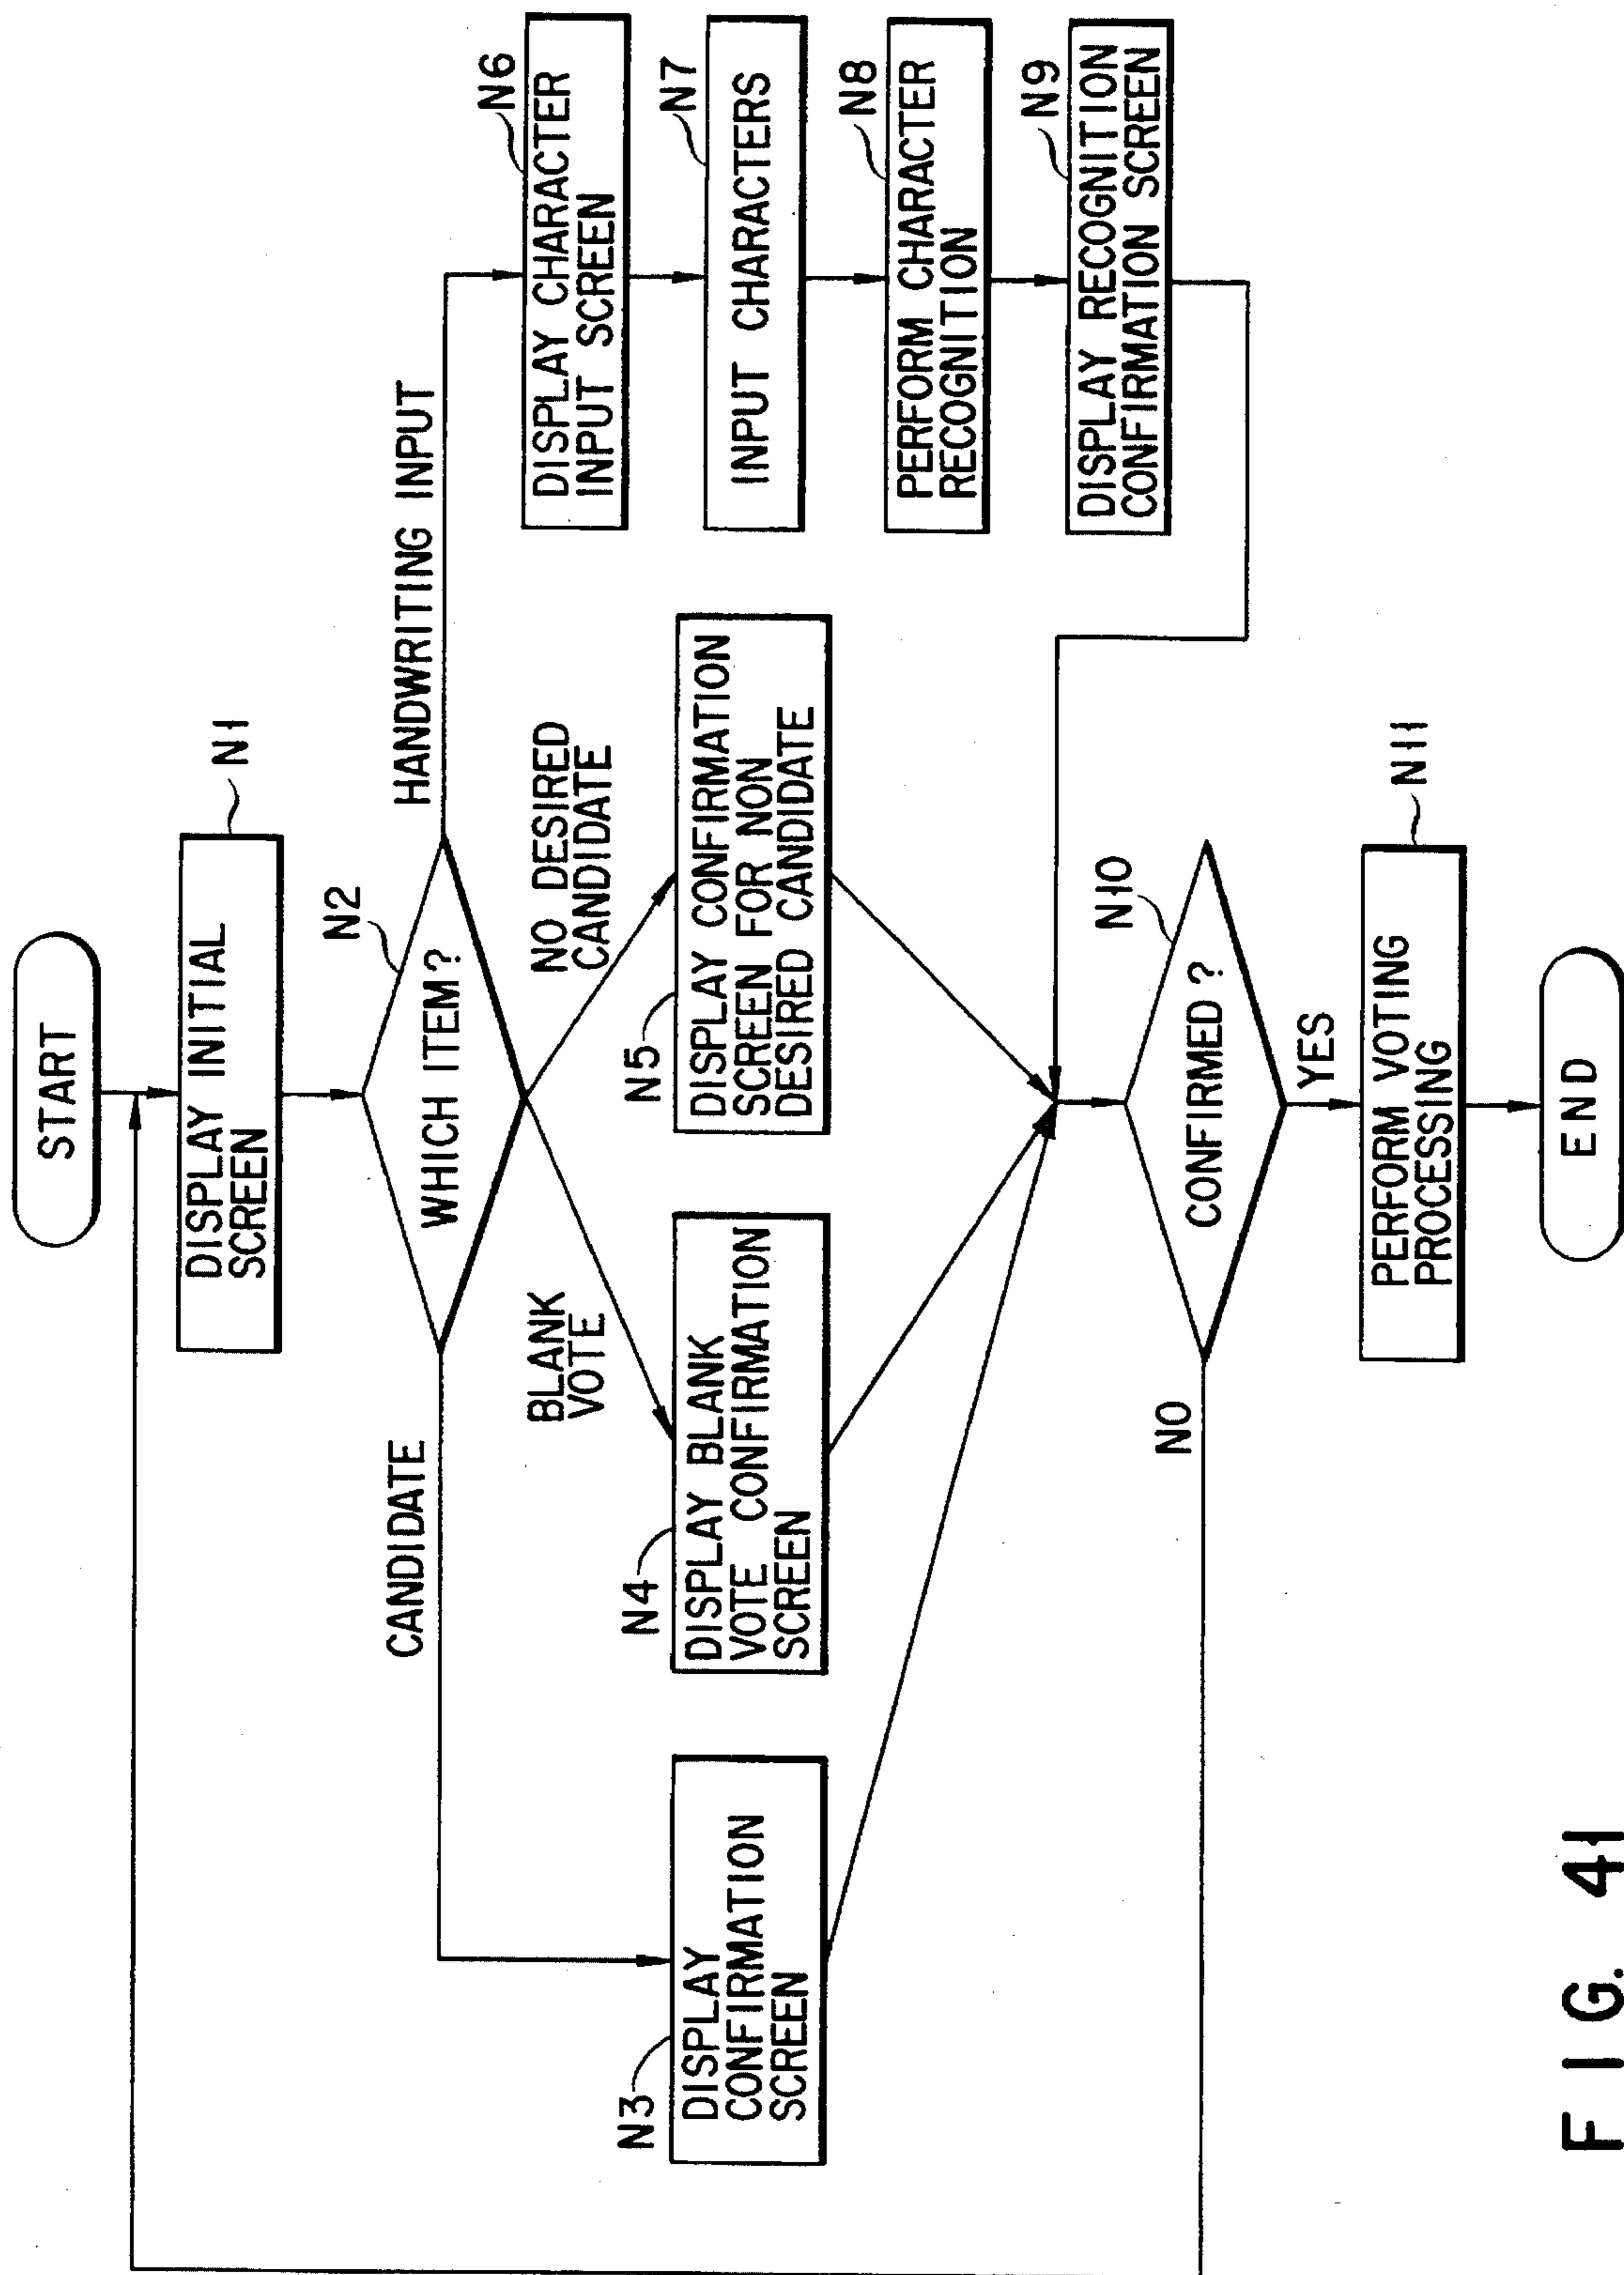 START
DISPLAY INITIAL
SCREEN
N1
N2
WHICH ITEM?
CANDIDATE
BLANK
VOTE
NO DESIRED
CANDIDATE
HANDWRITING INPUT
N3
DISPLAY
CONFIRMATION
SCREEN
N4
DISPLAY BLANK
VOTE CONFIRMATION
SCREEN
N5
DISPLAY CONFIRMATION
SCREEN FOR NON
DESIRED CANDIDATE
N6
DISPLAY CHARACTER
INPUT SCREEN
N7
INPUT CHARACTERS
N8
PERFORM CHARACTER
RECOGNITION
N9
DISPLAY RECOGNITION
CONFIRMATION SCREEN
N10
CONFIRMED?
NO
YES
N11
PERFORM VOTING
PROCESSING
END
FIG. 41